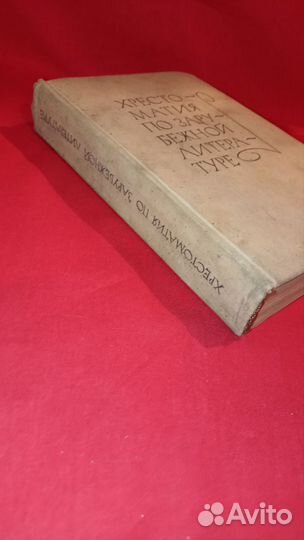 ХРЕСТО-
МАТИЯ
ПО ЗАРУ-
БЕЖНОЙ
ЛИТЕРА-
ТУРЕ
ХРЕСТОМАТИЯ ПО ЗАРУБЕЖНОЙ ЛИТЕРАТУРЕ
Avito